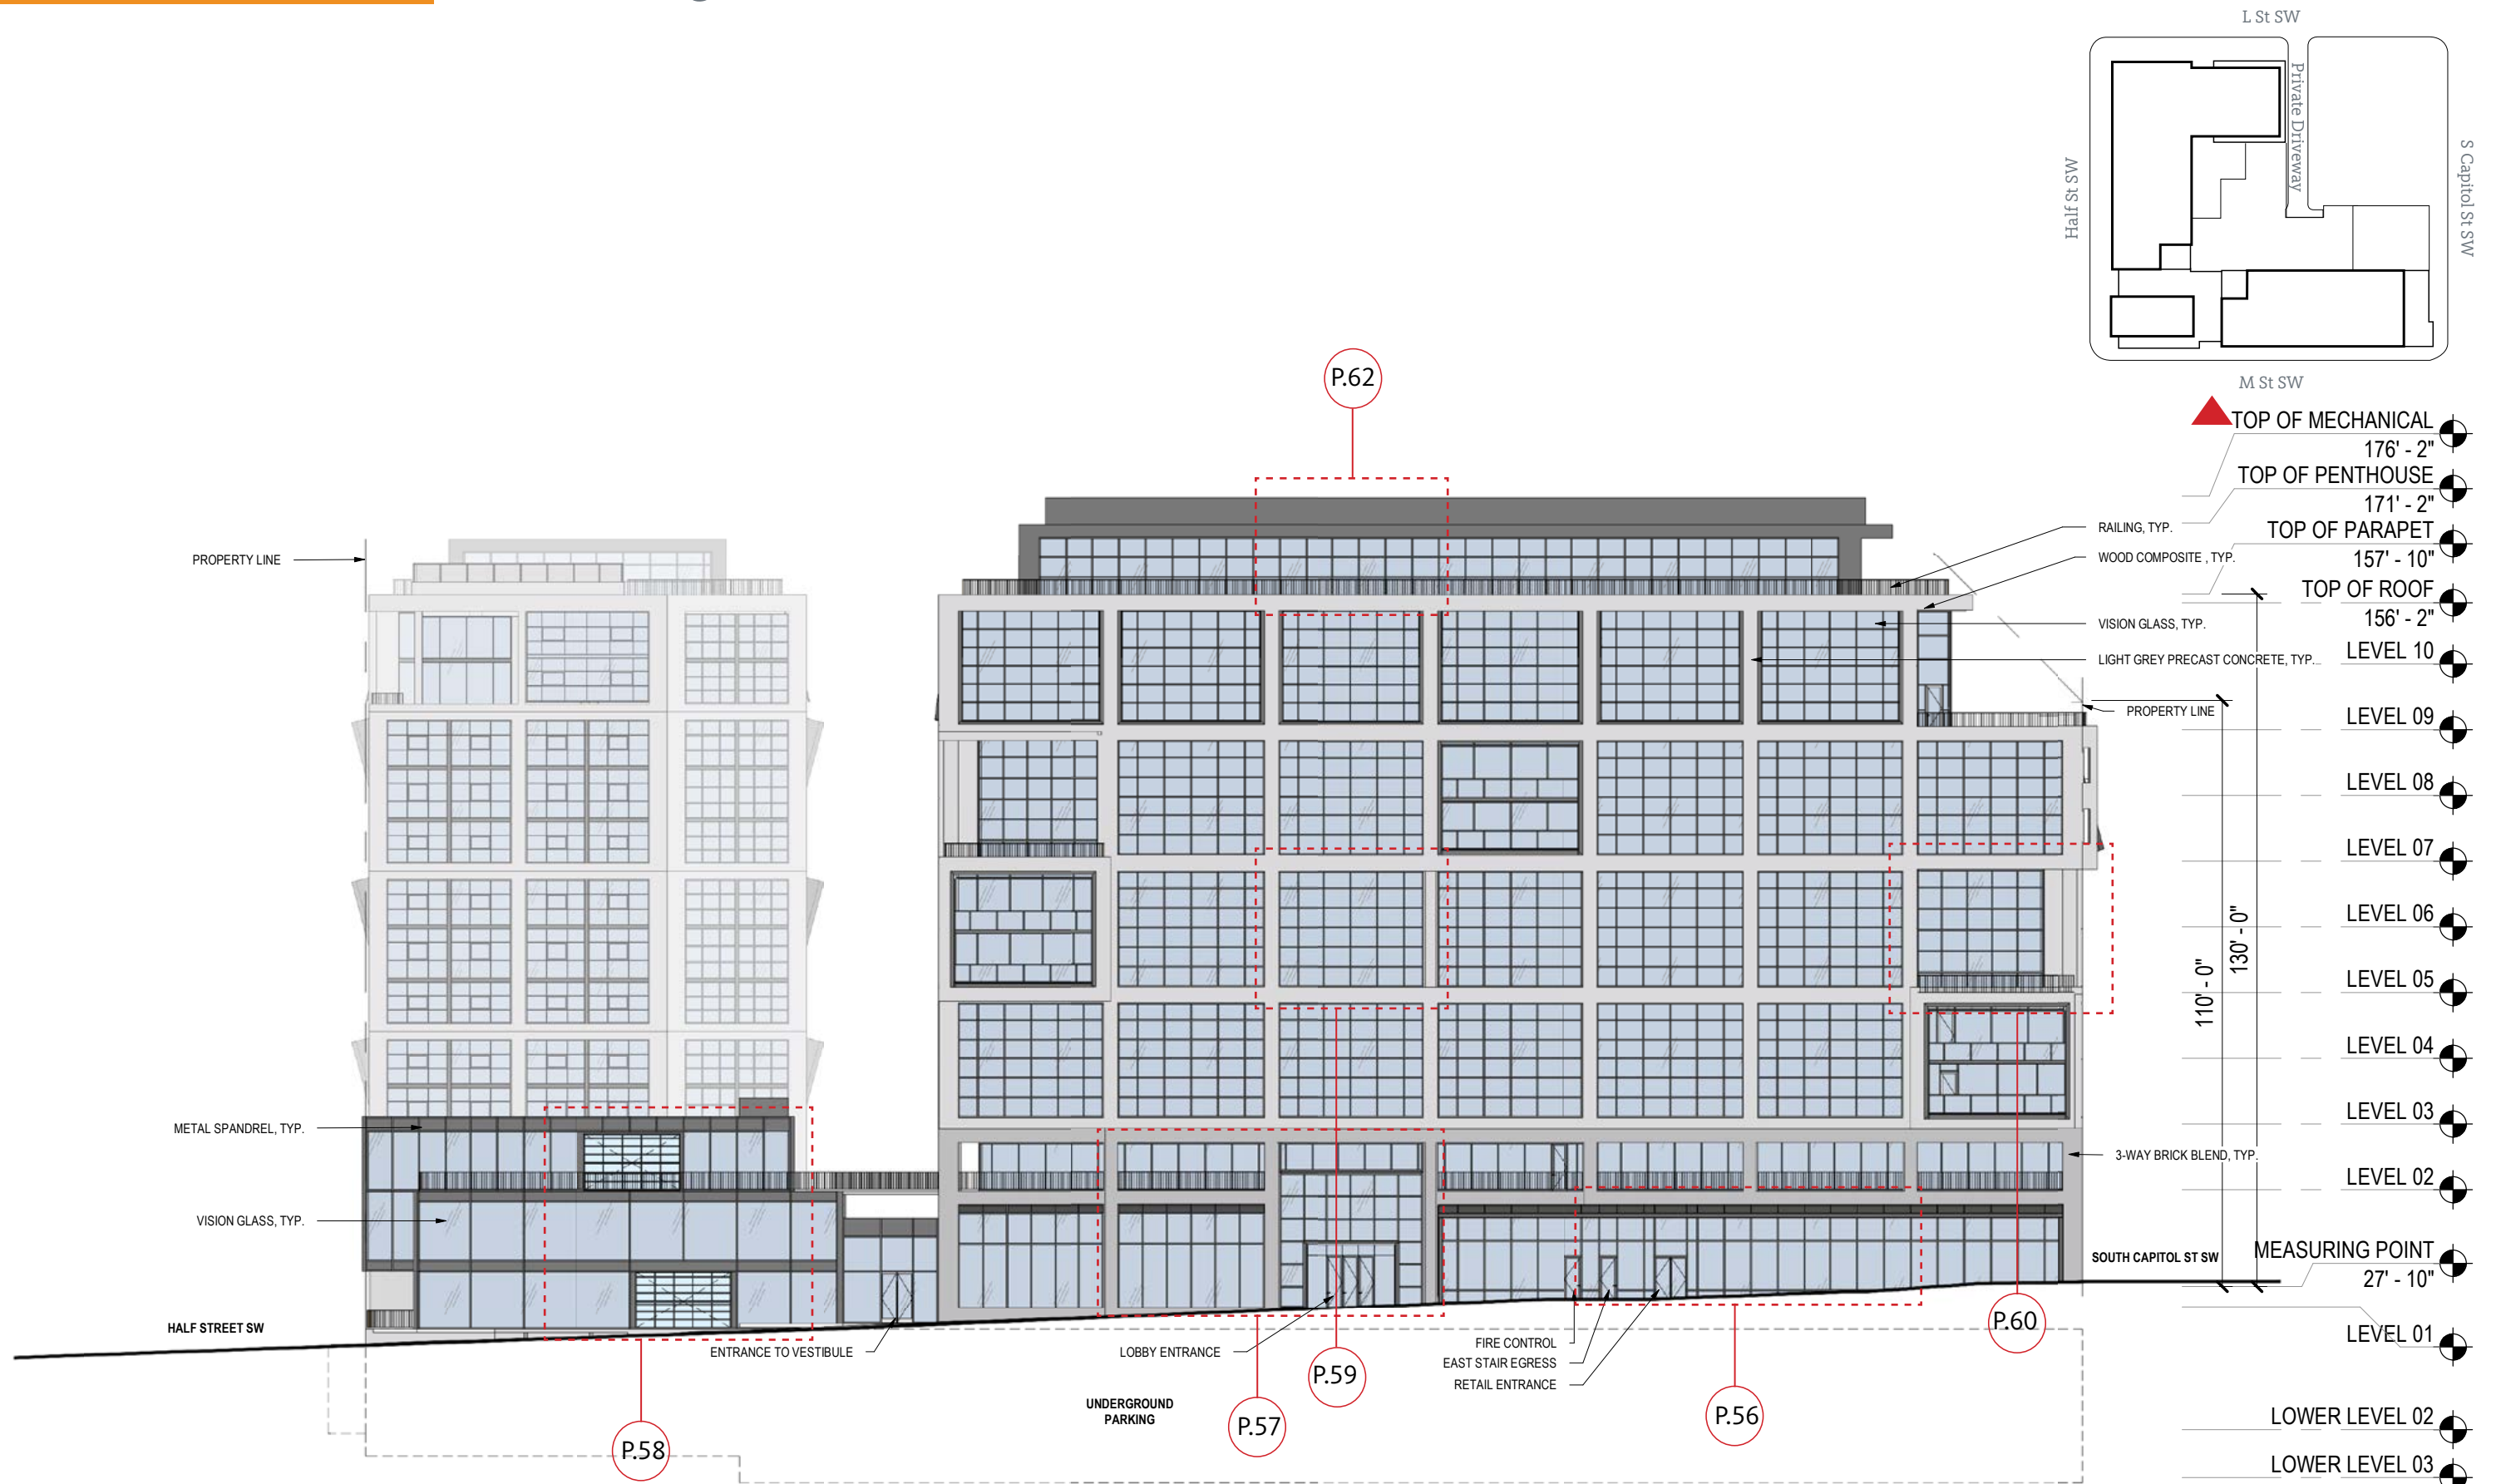 L St SW
Private Driveway
Half St SW
S Capitol St SW
M St SW
P.62
TOP OF MECHANICAL
176' - 2"
TOP OF PENTHOUSE
171' - 2"
RAILING, TYP.
TOP OF PARAPET
157' - 10"
PROPERTY LINE
WOOD COMPOSITE , TYP.
TOP OF ROOF
156' - 2"
VISION GLASS, TYP.
LIGHT GREY PRECAST CONCRETE, TYP.
LEVEL 10
PROPERTY LINE
LEVEL 09
LEVEL 08
LEVEL 07
LEVEL 06
130' - 0"
110' - 0"
LEVEL 05
LEVEL 04
LEVEL 03
METAL SPANDREL, TYP.
3-WAY BRICK BLEND, TYP.
LEVEL 02
VISION GLASS, TYP.
SOUTH CAPITOL ST SW
MEASURING POINT
27' - 10"
HALF STREET SW
P.60
LEVEL 01
ENTRANCE TO VESTIBULE
LOBBY ENTRANCE
FIRE CONTROL
EAST STAIR EGRESS
RETAIL ENTRANCE
P.59
UNDERGROUND
PARKING
P.57
P.56
P.58
LOWER LEVEL 02
LOWER LEVEL 03